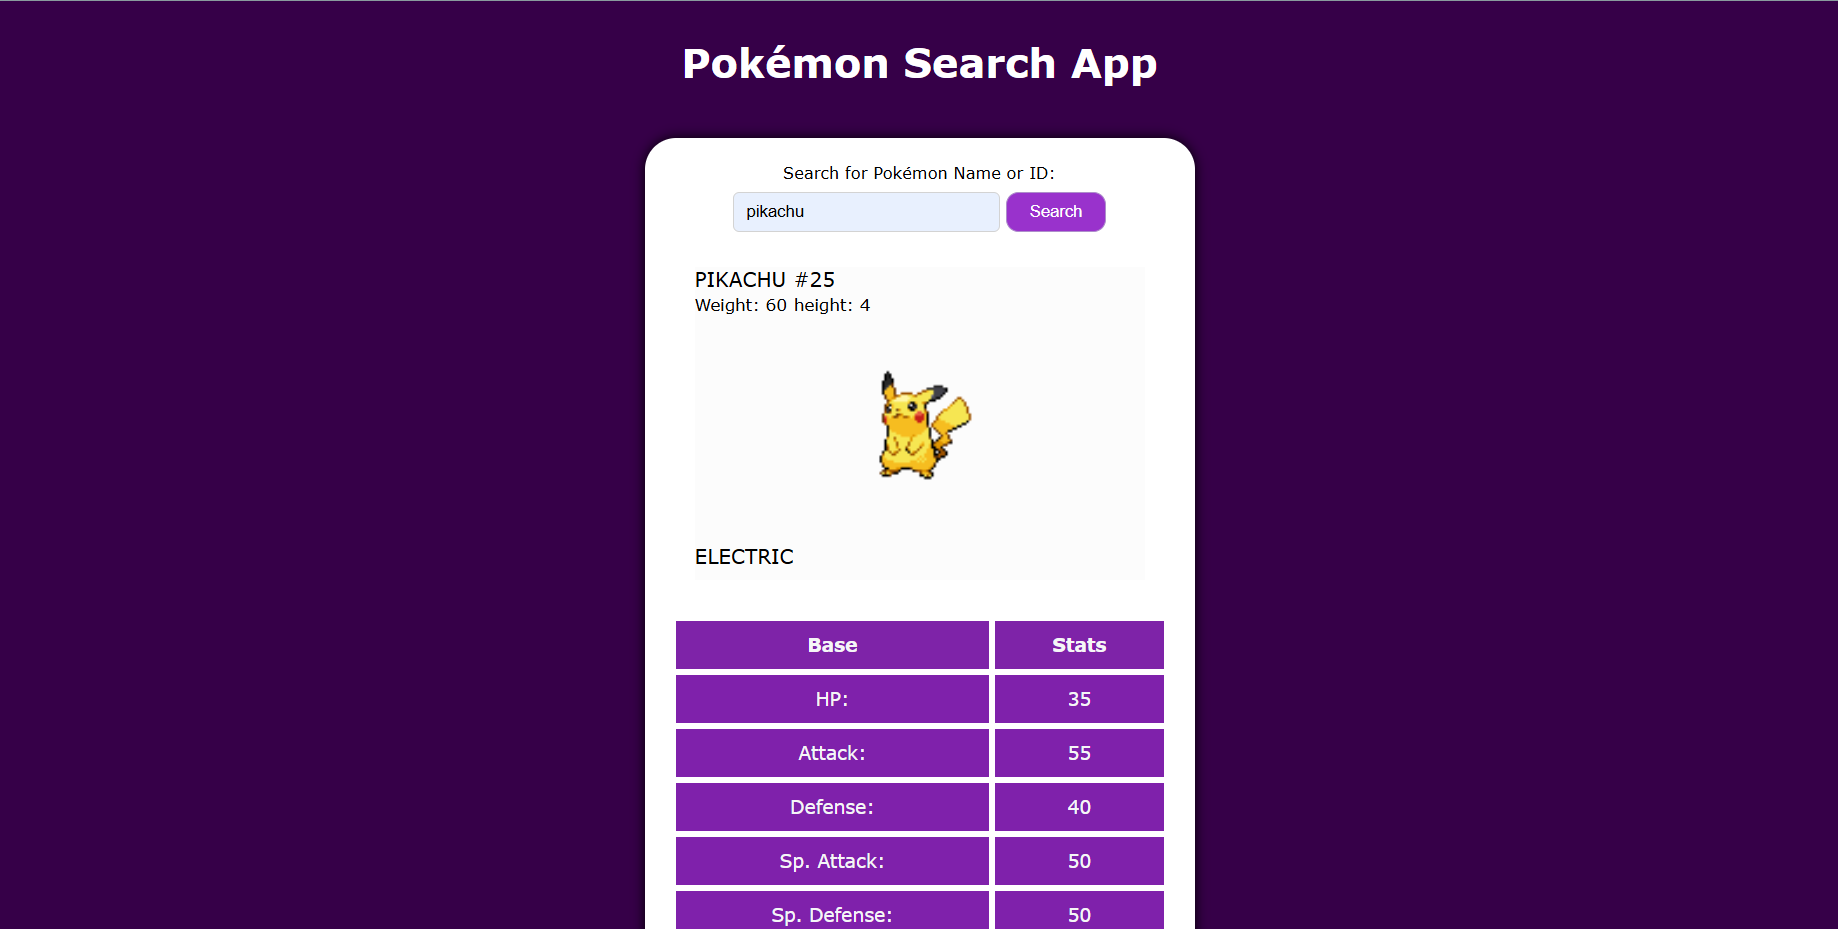 Pokémon Search App
Search for Pokémon Name or ID:
pikachu Search
PIKACHU #25
Weight: 60 height: 4
ELECTRIC
Base Stats
HP: 35
Attack: 55
Defense: 40
Sp. Attack: 50
Sp. Defense: 50